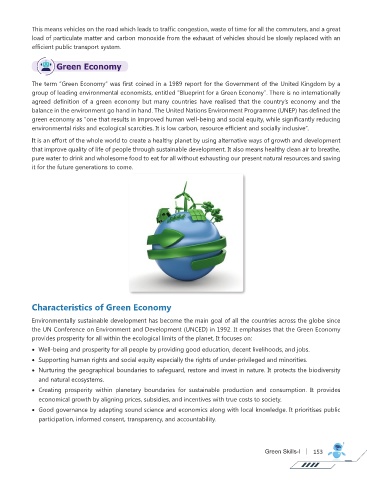 This means vehicles on the road which leads to traffic congestion, waste of time for all the commuters, and a great
load of particulate matter and carbon monoxide from the exhaust of vehicles should be slowly replaced with an
efficient public transport system.
Green Economy
The term "Green Economy" was first coined in a 1989 report for the Government of the United Kingdom by a
group of leading environmental economists, entitled "Blueprint for a Green Economy". There is no internationally
agreed definition of a green economy but many countries have realised that the country's economy and the
balance in the environment go hand in hand. The United Nations Environment Programme (UNEP) has defined the
green economy as "one that results in improved human well-being and social equity, while significantly reducing
environmental risks and ecological scarcities. It is low carbon, resource efficient and socially inclusive".
It is an effort of the whole world to create a healthy planet by using alternative ways of growth and development
that improve quality of life of people through sustainable development. It also means healthy clean air to breathe,
pure water to drink and wholesome food to eat for all without exhausting our present natural resources and saving
it for the future generations to come.
Characteristics of Green Economy
Environmentally sustainable development has become the main goal of all the countries across the globe since
the UN Conference on Environment and Development (UNCED) in 1992. It emphasises that the Green Economy
provides prosperity for all within the ecological limits of the planet. It focuses on:
• Well-being and prosperity for all people by providing good education, decent livelihoods, and jobs.
• Supporting human rights and social equity especially the rights of under-privileged and minorities.
• Nurturing the geographical boundaries to safeguard, restore and invest in nature. It protects the biodiversity
and natural ecosystems.
• Creating prosperity within planetary boundaries for sustainable production and consumption. It provides
economical growth by aligning prices, subsidies, and incentives with true costs to society.
• Good governance by adapting sound science and economics along with local knowledge. It prioritises public
participation, informed consent, transparency, and accountability.
Green Skills-I | 153